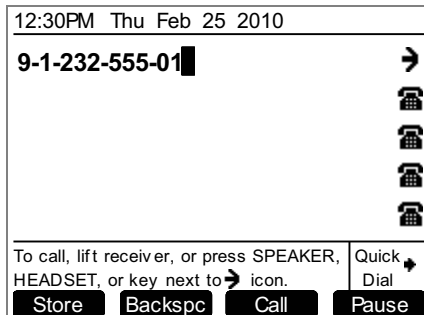 12:30PM Thu Feb 25 2010
9-1-232-555-01
To call, lift receiver, or press SPEAKER,
HEADSET, or key next to → icon.
Quick
Dial
Store Backspc Call Pause